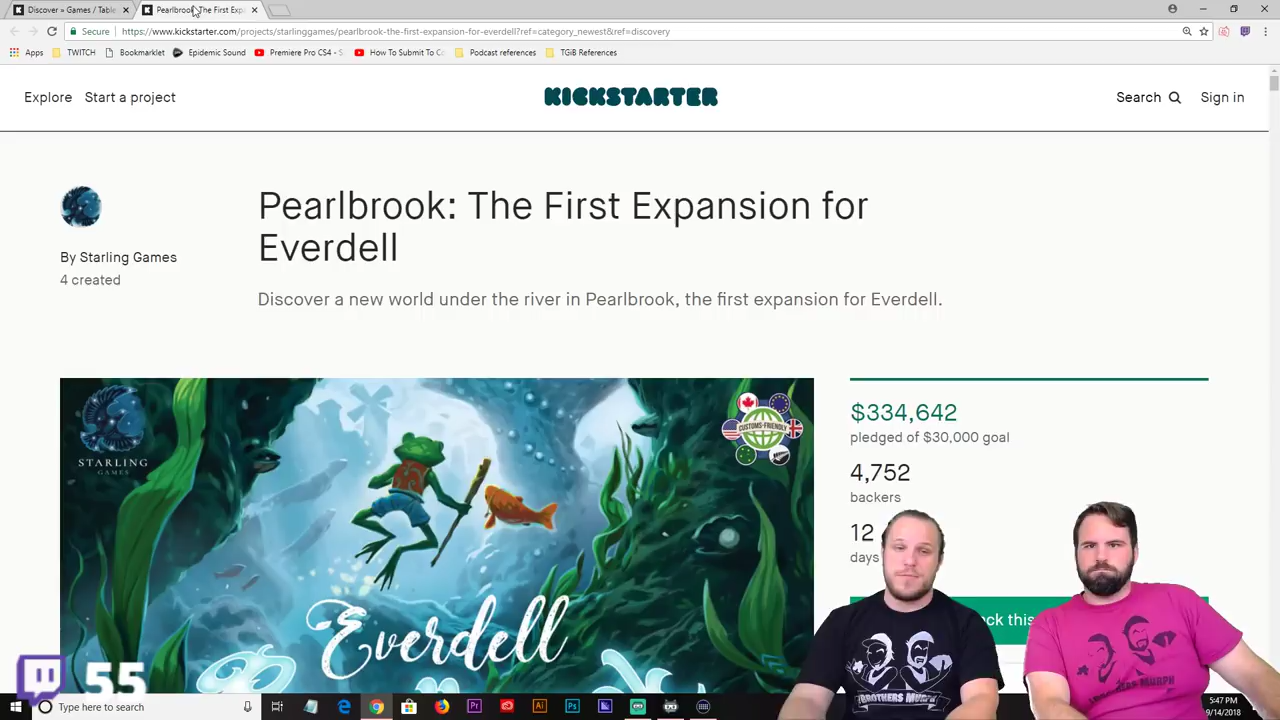 Discover » Games / Table
Pearlbrook: The First Exp
Secure
https://www.kickstarter.com/projects/starlinggames/pearlbrook-the-first-expansion-for-everdell?ref=category_newest&ref=discovery
Apps TWITCH Bookmarklet Epidemic Sound Premiere Pro CS4 - S How To Submit To C Podcast references TGiB References
Explore Start a project KICKSTARTER Search Sign in
Pearlbrook: The First Expansion for
Everdell
By Starling Games
4 created
Discover a new world under the river in Pearlbrook, the first expansion for Everdell.
STARLING
GAMES
CUSTOMS-FRIENDLY
Everdell
$334,642
pledged of $30,000 goal
4,752
backers
12
days
ck this
BROTHERS MURPH
BROTHERS MURPH
55
Type here to search
5:47 PM
9/14/2018